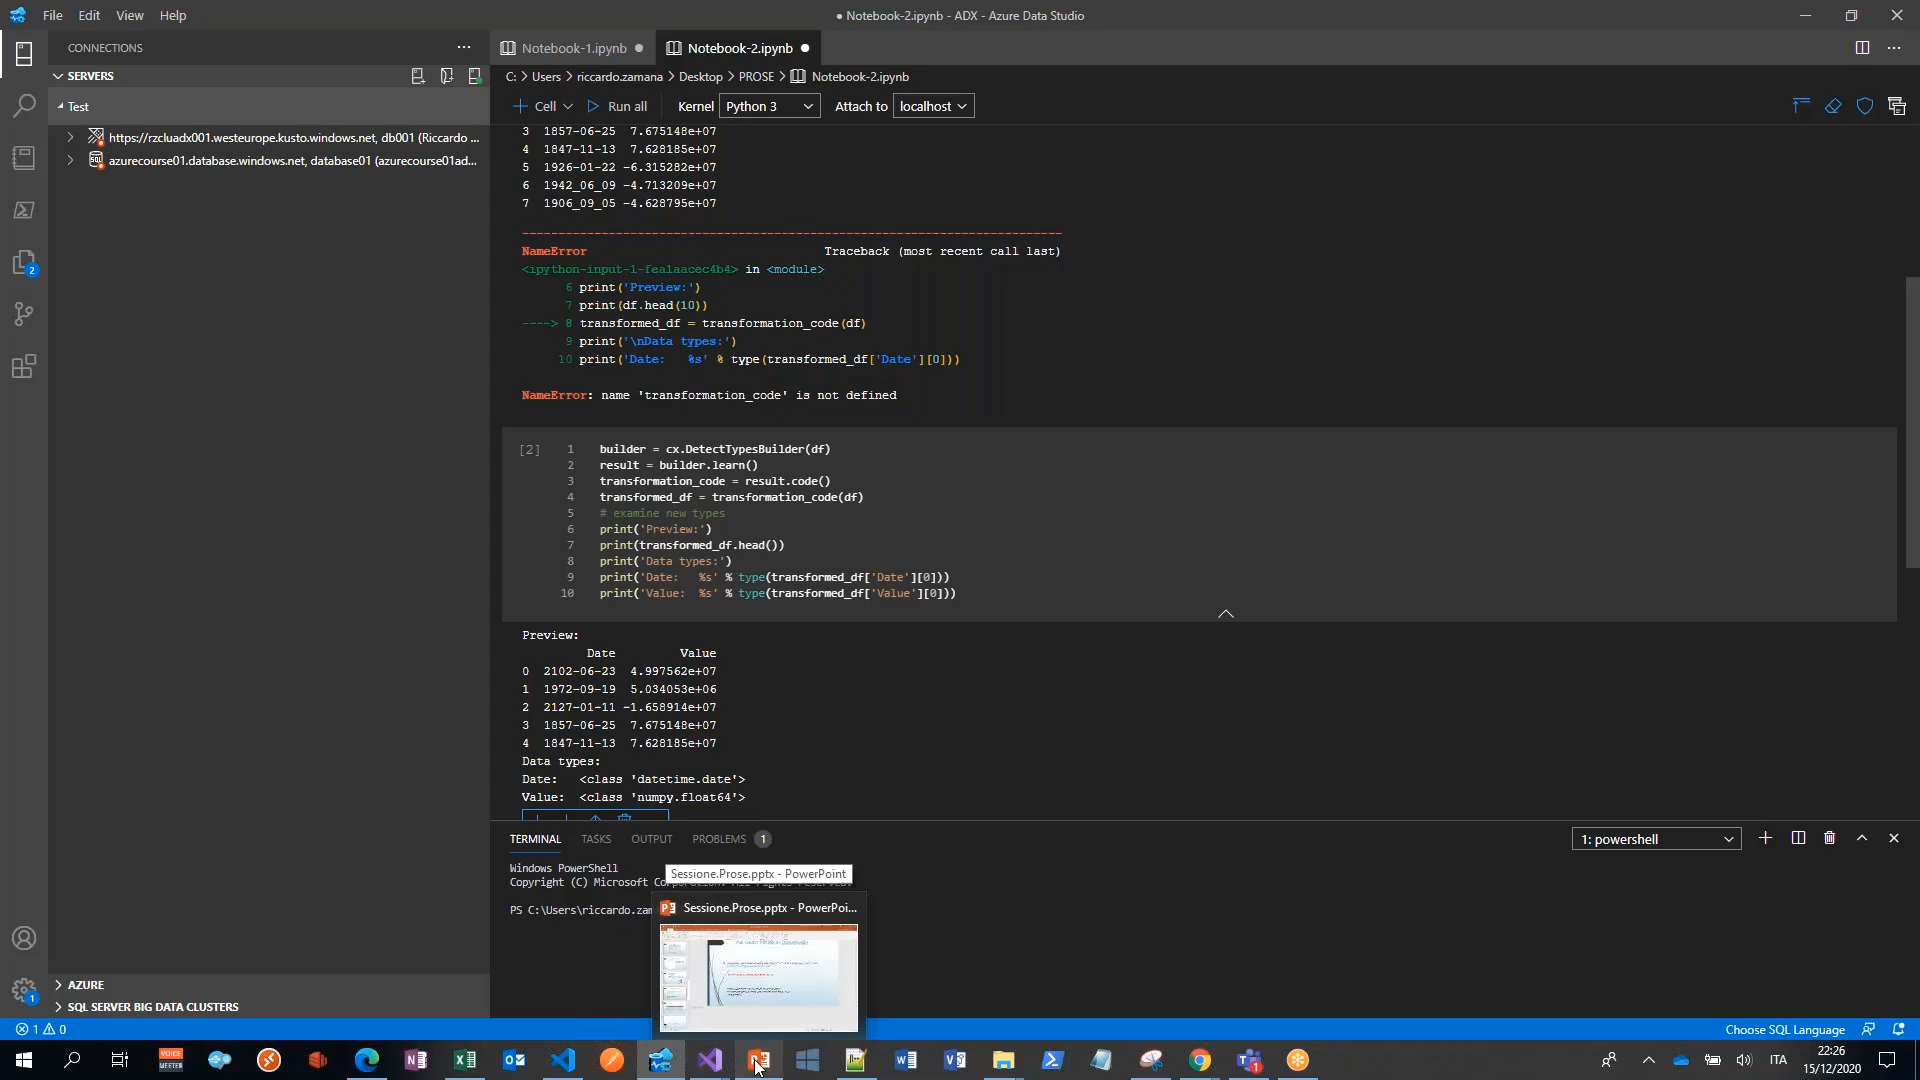 File Edit View Help
● Notebook-2.ipynb - ADX - Azure Data Studio
CONNECTIONS
SERVERS
Test
https://rzcluadx001.westeurope.kusto.windows.net, db001 (Riccardo ...
azurecourse01.database.windows.net, database01 (azurecourse01ad...
AZURE
SQL SERVER BIG DATA CLUSTERS
2
1
Notebook-1.ipynb ●
Notebook-2.ipynb ●
C: > Users > riccardo.zamana > Desktop > PROSE > Notebook-2.ipynb
Cell Run all Kernel Python 3 Attach to localhost
3 1857-06-25 7.675148e+07
4 1847-11-13 7.628185e+07
5 1926-01-22 -6.315282e+07
6 1942_06_09 -4.713209e+07
7 1906_09_05 -4.628795e+07
---------------------------------------------------------------------------
NameError Traceback (most recent call last)
<ipython-input-1-fea1aacec4b4> in <module>
6 print('Preview:')
7 print(df.head(10))
----> 8 transformed_df = transformation_code(df)
9 print('\nData types:')
10 print('Date: %s' % type(transformed_df['Date'][0]))
NameError: name 'transformation_code' is not defined
[2]
1 builder = cx.DetectTypesBuilder(df)
2 result = builder.learn()
3 transformation_code = result.code()
4 transformed_df = transformation_code(df)
5 # examine new types
6 print('Preview:')
7 print(transformed_df.head())
8 print('Data types:')
9 print('Date: %s' % type(transformed_df['Date'][0]))
10 print('Value: %s' % type(transformed_df['Value'][0]))
Preview:
Date Value
0 2102-06-23 4.997562e+07
1 1972-09-19 5.034053e+06
2 2127-01-11 -1.658914e+07
3 1857-06-25 7.675148e+07
4 1847-11-13 7.628185e+07
Data types:
Date: <class 'datetime.date'>
Value: <class 'numpy.float64'>
TERMINAL TASKS OUTPUT PROBLEMS 1
1: powershell
Windows PowerShell
Copyright (C) Microsoft
PS C:\Users\riccardo.zam
Sessione.Prose.pptx - PowerPoint
Sessione.Prose.pptx - PowerPoi...
1 0
Choose SQL Language
VOICE MEETER
ITA
22:26
15/12/2020